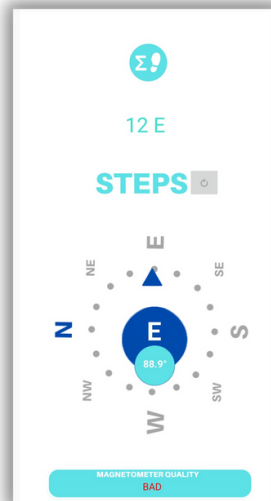 Σ
12 E
STEPS
E
NE
SE
N
E
S
88.9°
NW
SW
W
MAGNETOMETER QUALITY
BAD